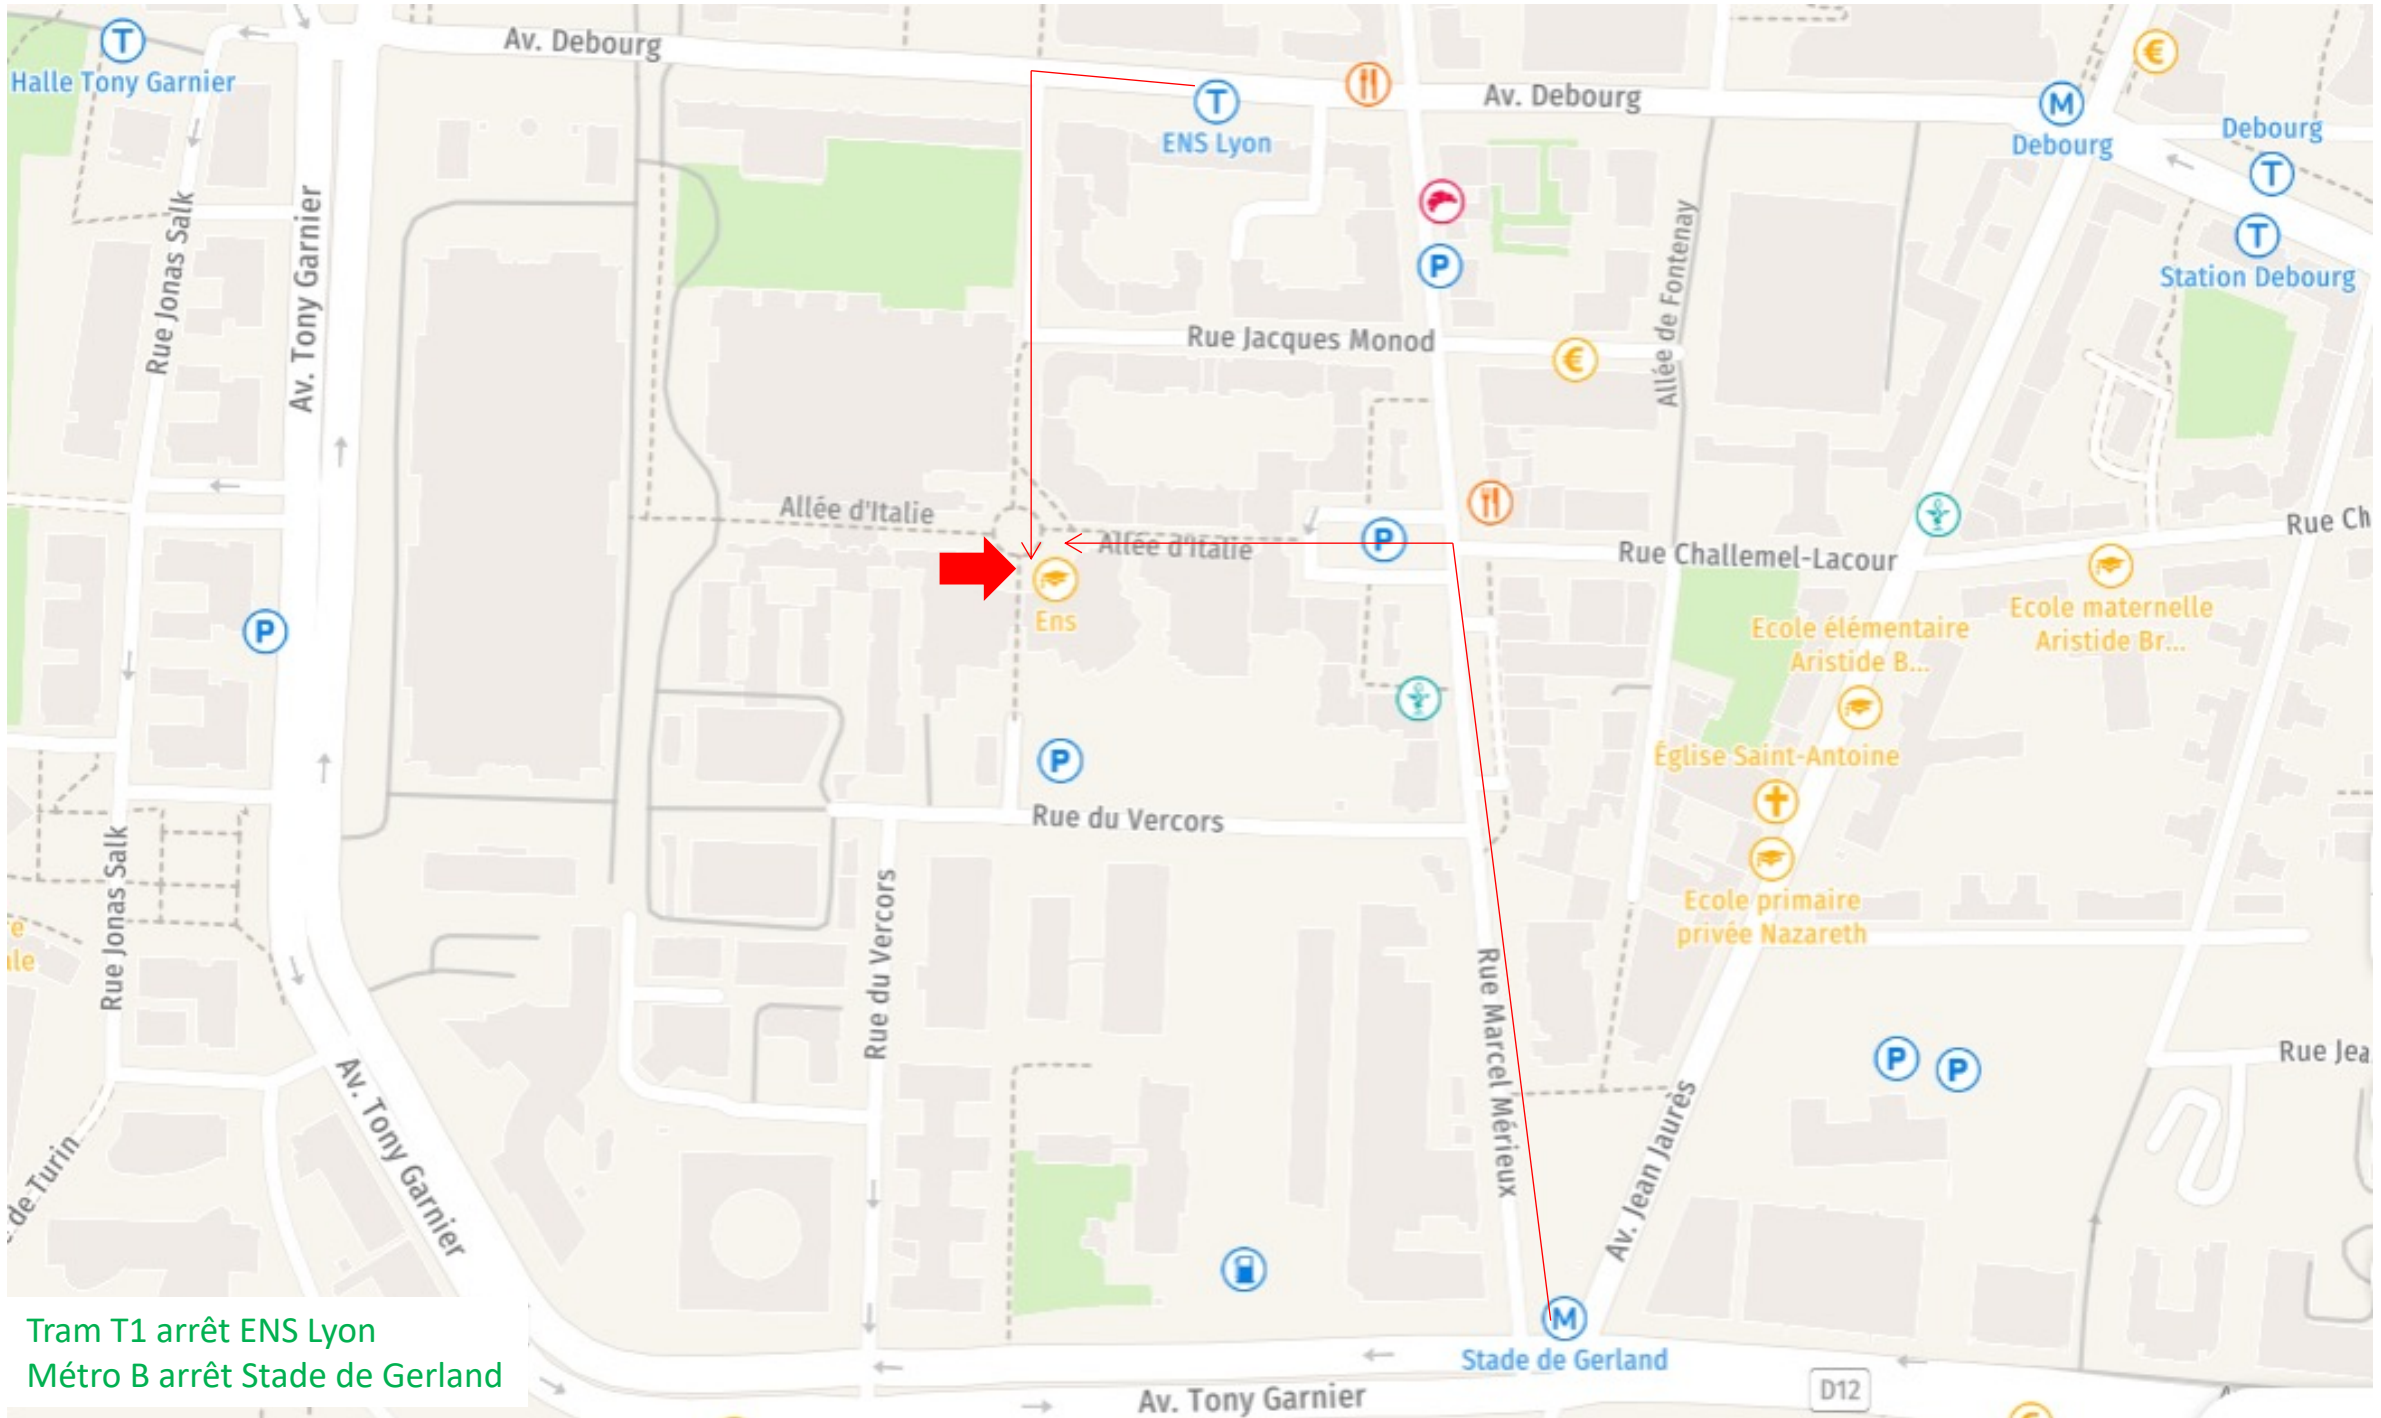 Av. Debourg
T
Halle Tony Garnier
T
ENS Lyon
Av. Debourg
M
Debourg
€
Debourg
T
T
Station Debourg
Rue Jonas Salk
Av. Tony Garnier
P
Allée de Fontenay
Rue Jacques Monod
€
Allée d'Italie
Allée d'Italie
P
Rue Challemel-Lacour
Rue Ch
Ens
P
Ecole élémentaire
Aristide B...
Ecole maternelle
Aristide Br...
Église Saint-Antoine
P
Rue du Vercors
Ecole primaire
privée Nazareth
Rue Jonas Salk
e
ale
Rue du Vercors
Rue Marcel Mérieux
P
P
Rue Jea
Av. Tony Garnier
de Turin
Av. Jean Jaurès
M
Stade de Gerland
Av. Tony Garnier
D12
Tram T1 arrêt ENS Lyon
Métro B arrêt Stade de Gerland